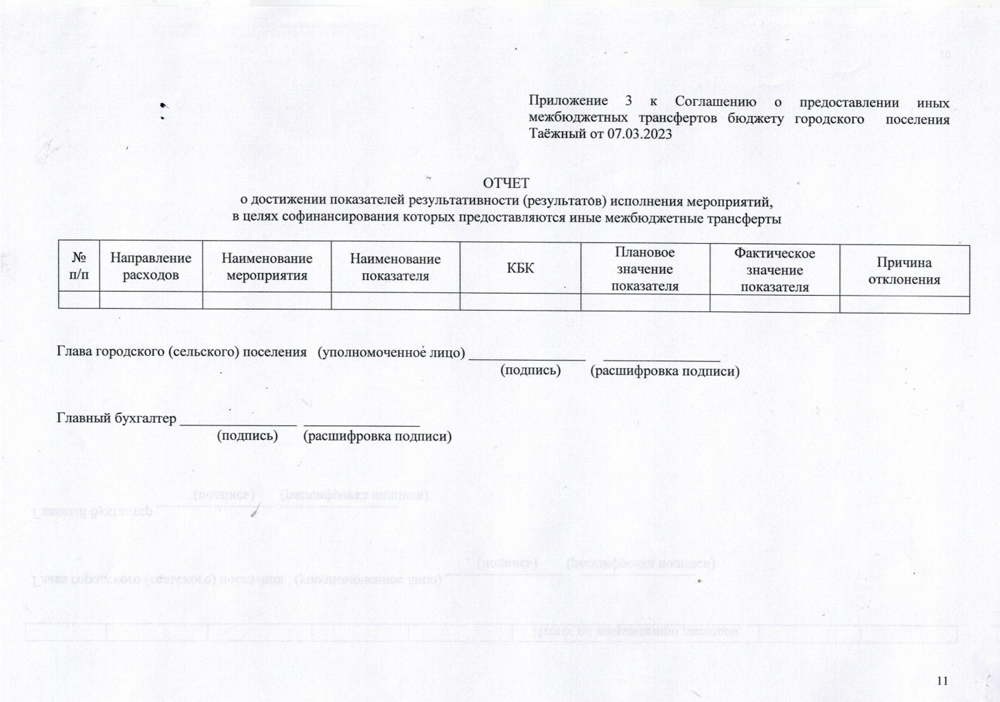 Приложение 3 к Соглашению о предоставлении иных
межбюджетных трансфертов бюджету городского поселения
Таёжный от 07.03.2023
ОТЧЕТ
о достижении показателей результативности (результатов) исполнения мероприятий,
в целях софинансирования которых предоставляются иные межбюджетные трансферты
№ п/п
Направление расходов
Наименование мероприятия
Наименование показателя
КБК
Плановое значение показателя
Фактическое значение показателя
Причина отклонения
Глава городского (сельского) поселения (уполномоченное лицо) ________________ ________________
(подпись) (расшифровка подписи)
Главный бухгалтер ________________ ________________
(подпись) (расшифровка подписи)
11